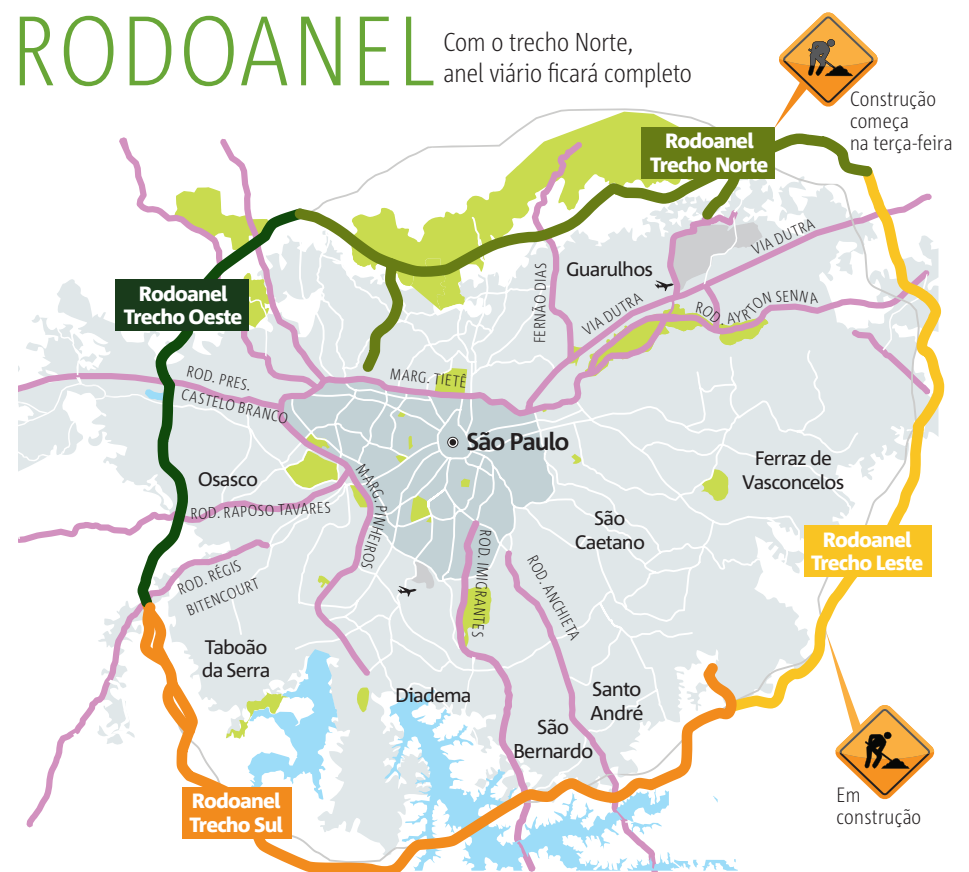 RODOANEL
Com o trecho Norte,
anel viário ficará completo
Construção
começa
na terça-feira
Rodoanel
Trecho Norte
Rodoanel
Trecho Oeste
Guarulhos
FERNÃO DIAS
VIA DUTRA
VIA DUTRA
ROD. AYRTON SENNA
ROD. PRES.
CASTELO BRANCO
MARG. TIETÊ
São Paulo
Osasco
ROD. RAPOSO TAVARES
MARG. PINHEIROS
Ferraz de
Vasconcelos
São
Caetano
Rodoanel
Trecho Leste
ROD. RÉGIS
BITENCOURT
ROD. IMIGRANTES
ROD. ANCHIETA
Taboão
da Serra
Diadema
Santo
André
São
Bernardo
Rodoanel
Trecho Sul
Em
construção